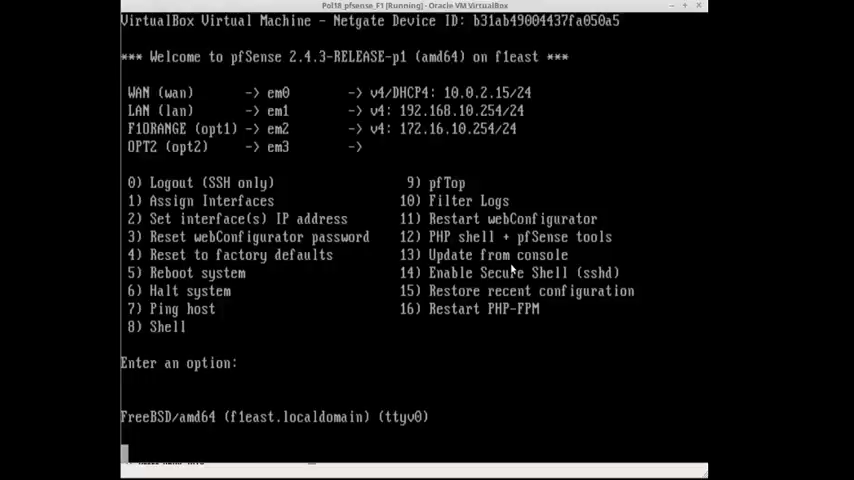 Pol18_pfsense_F1 [Running] - Oracle VM VirtualBox
VirtualBox Virtual Machine - Netgate Device ID: b31ab49004437fa050a5
*** Welcome to pfSense 2.4.3-RELEASE-p1 (amd64) on f1east ***
WAN (wan) -> em0 -> v4/DHCP4: 10.0.2.15/24
LAN (lan) -> em1 -> v4: 192.168.10.254/24
F1ORANGE (opt1) -> em2 -> v4: 172.16.10.254/24
OPT2 (opt2) -> em3 ->
0) Logout (SSH only) 9) pfTop
1) Assign Interfaces 10) Filter Logs
2) Set interface(s) IP address 11) Restart webConfigurator
3) Reset webConfigurator password 12) PHP shell + pfSense tools
4) Reset to factory defaults 13) Update from console
5) Reboot system 14) Enable Secure Shell (sshd)
6) Halt system 15) Restore recent configuration
7) Ping host 16) Restart PHP-FPM
8) Shell
Enter an option:
FreeBSD/amd64 (f1east.localdomain) (ttyv0)